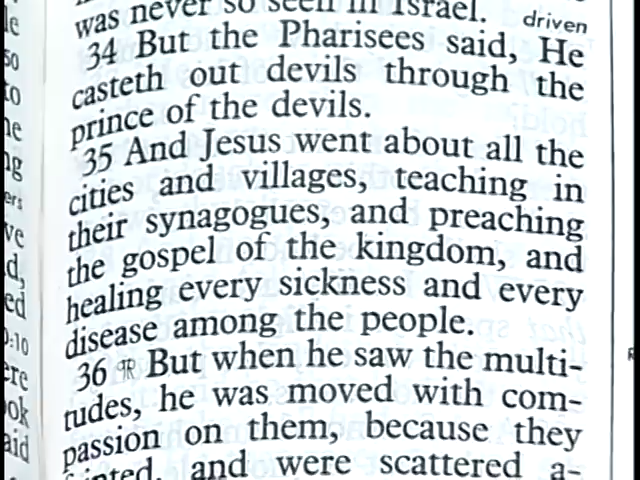 was never so seen in Israel. driven
34 But the Pharisees said, He
casteth out devils through the
prince of the devils.
35 And Jesus went about all the
cities and villages, teaching in
their synagogues, and preaching
the gospel of the kingdom, and
healing every sickness and every
disease among the people.
36 But when he saw the multi-
tudes, he was moved with com-
passion on them, because they
and were scattered a-